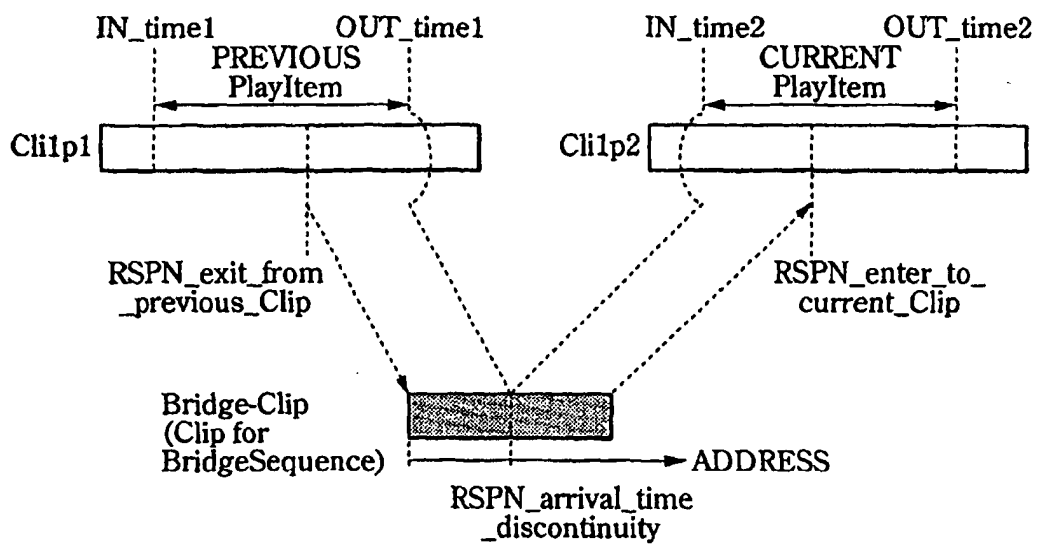 IN_time1
OUT_time1
IN_time2
OUT_time2
PREVIOUS
PlayItem
CURRENT
PlayItem
Cli1p1
Cli1p2
RSPN_exit_from
_previous_Clip
RSPN_enter_to_
current_Clip
Bridge-Clip
(Clip for
BridgeSequence)
ADDRESS
RSPN_arrival_time
_discontinuity